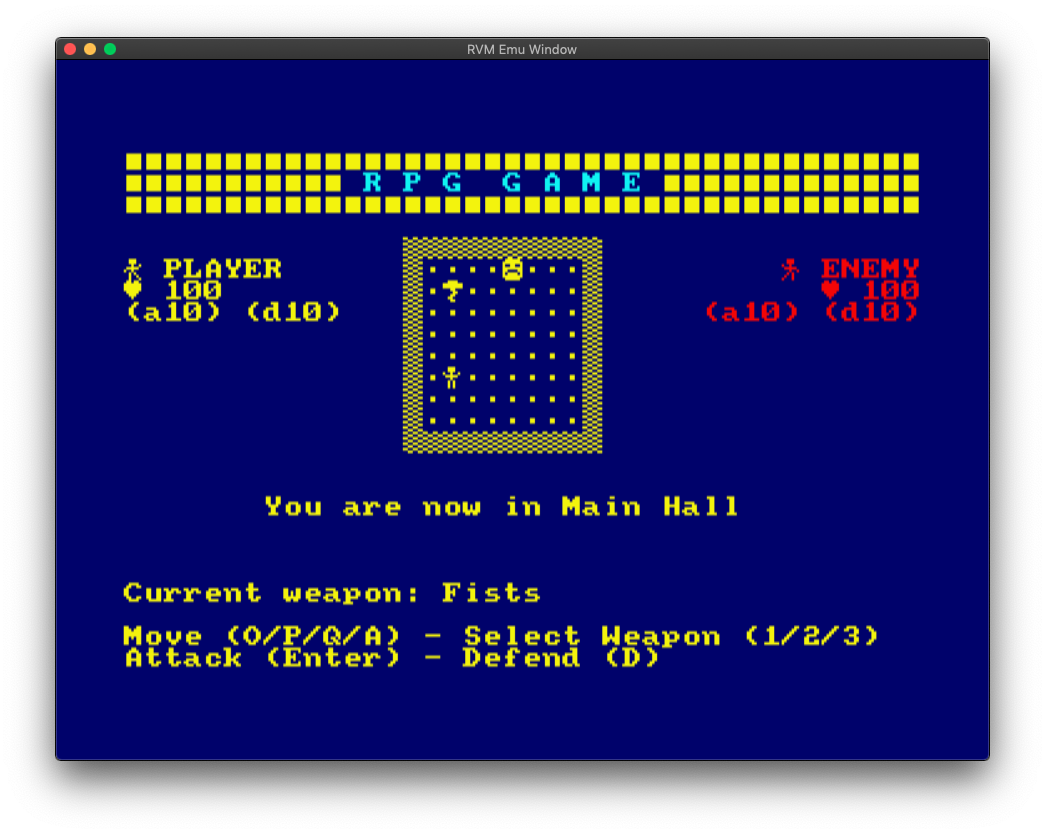 RVM Emu Window
R P G  G A M E
PLAYER
100
(a10) (d10)
ENEMY
100
(a10) (d10)
You are now in Main Hall
Current weapon: Fists
Move (O/P/Q/A) - Select Weapon (1/2/3)
Attack (Enter) - Defend (D)